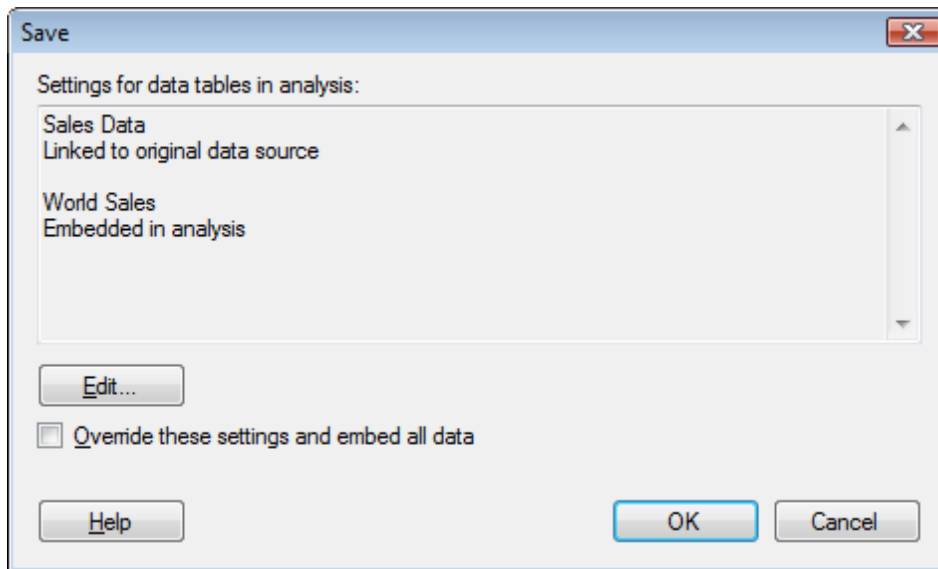 Save
Settings for data tables in analysis:
Sales Data
Linked to original data source
World Sales
Embedded in analysis
Edit...
Override these settings and embed all data
Help
OK
Cancel